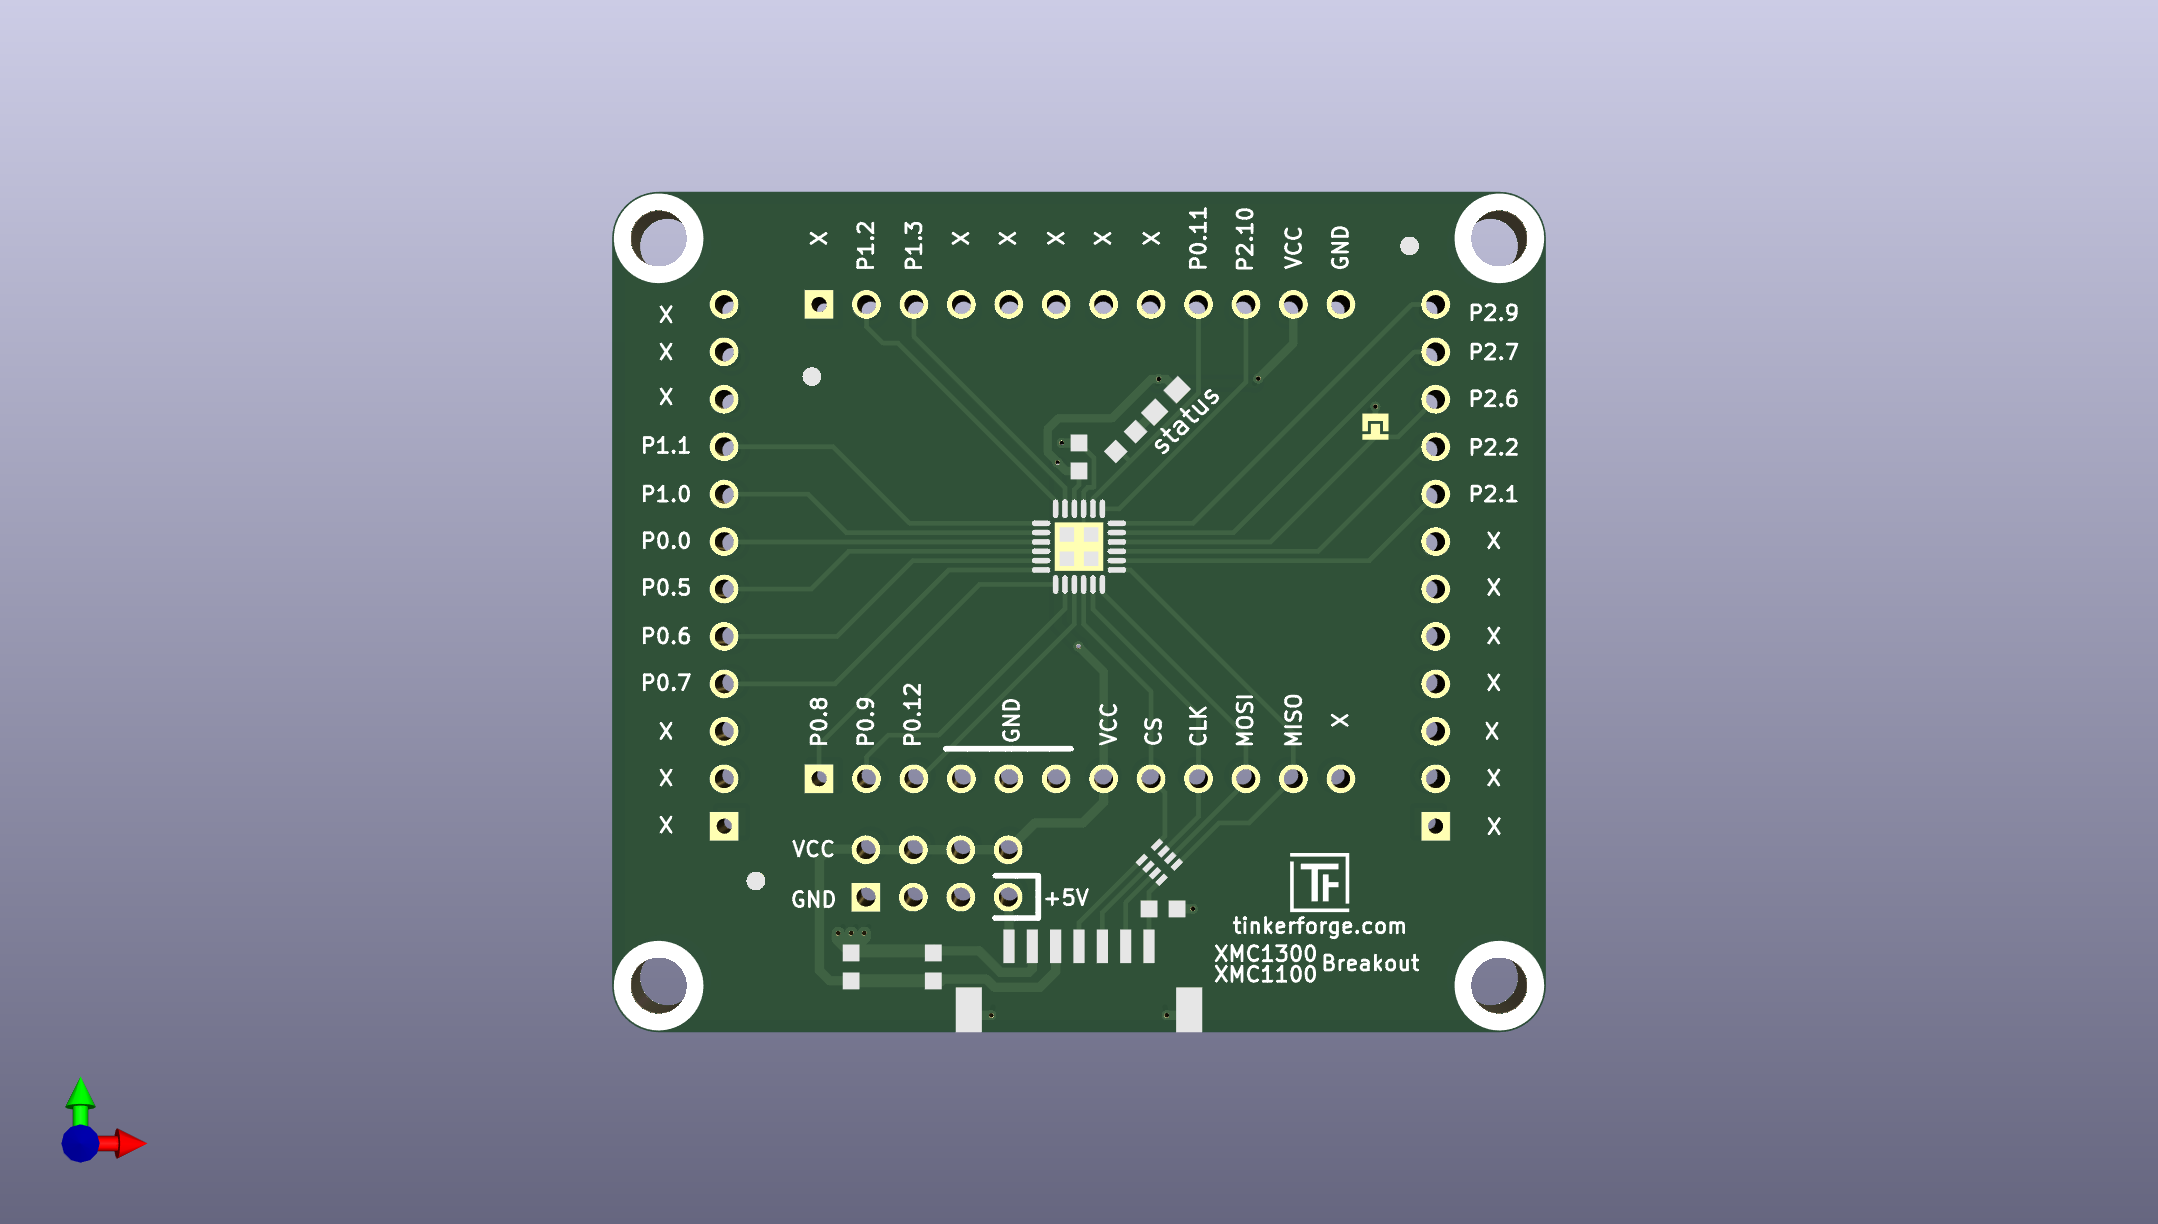 X
P1.2
P1.3
X
X
X
X
X
P0.11
P2.10
VCC
GND
X
X
X
P1.1
P1.0
P0.0
P0.5
P0.6
P0.7
X
X
X
P2.9
P2.7
P2.6
P2.2
P2.1
X
X
X
X
X
X
X
status
P0.8
P0.9
P0.12
GND
VCC
CS
CLK
MOSI
MISO
X
VCC
GND
+5V
TF
tinkerforge.com
XMC1300
XMC1100
Breakout